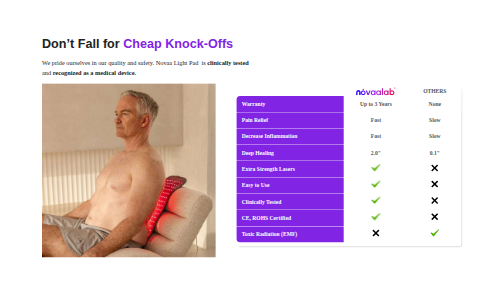 Don't Fall for Cheap Knock-Offs
We pride ourselves in our quality and safety. Novaa Light Pad is clinically tested
and recognized as a medical device.
novaalab OTHERS
Warranty Up to 3 Years None
Pain Relief Fast Slow
Decrease Inflammation Fast Slow
Deep Healing 2.0" 0.1"
Extra Strength Lasers
Easy to Use
Clinically Tested
CE, ROHS Certified
Toxic Radiation (EMF)